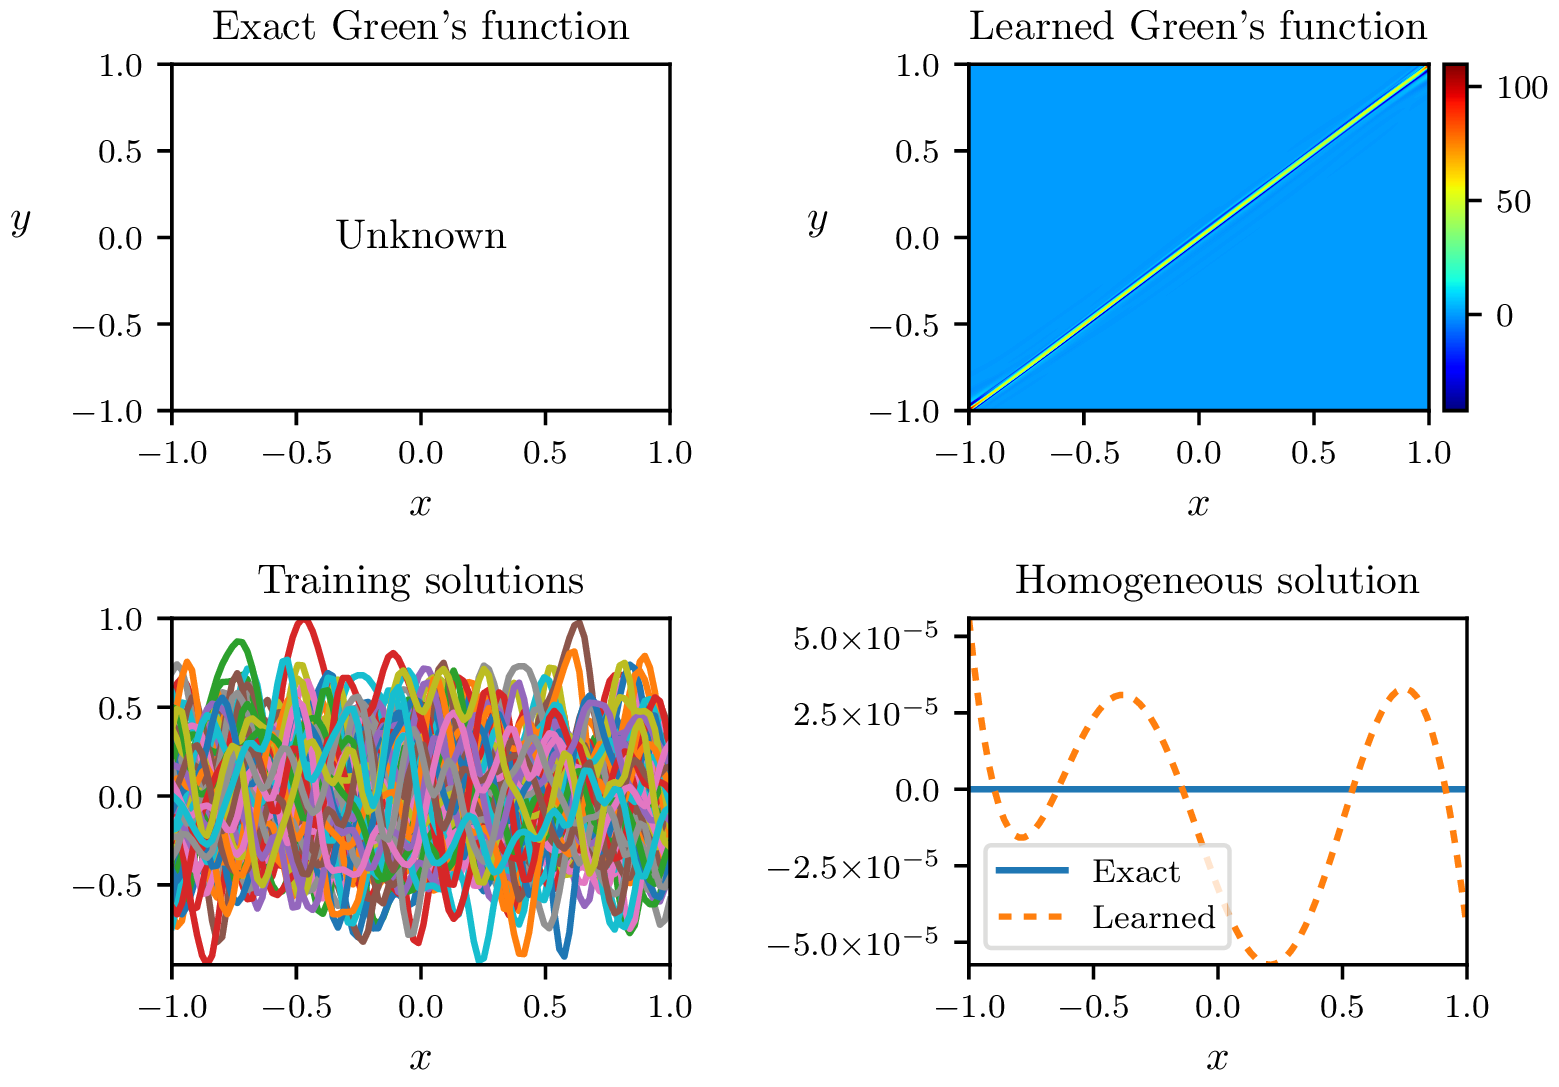 Exact Green's function
1.0
0.5
y
0.0
Unknown
−0.5
−1.0
−1.0 −0.5 0.0 0.5 1.0
x
Learned Green's function
1.0
0.5
y
0.0
−0.5
−1.0
−1.0 −0.5 0.0 0.5 1.0
x
100
50
0
Training solutions
1.0
0.5
0.0
−0.5
−1.0 −0.5 0.0 0.5 1.0
x
Homogeneous solution
5.0×10⁻⁵
2.5×10⁻⁵
0.0
−2.5×10⁻⁵
−5.0×10⁻⁵
Exact
Learned
−1.0 −0.5 0.0 0.5 1.0
x